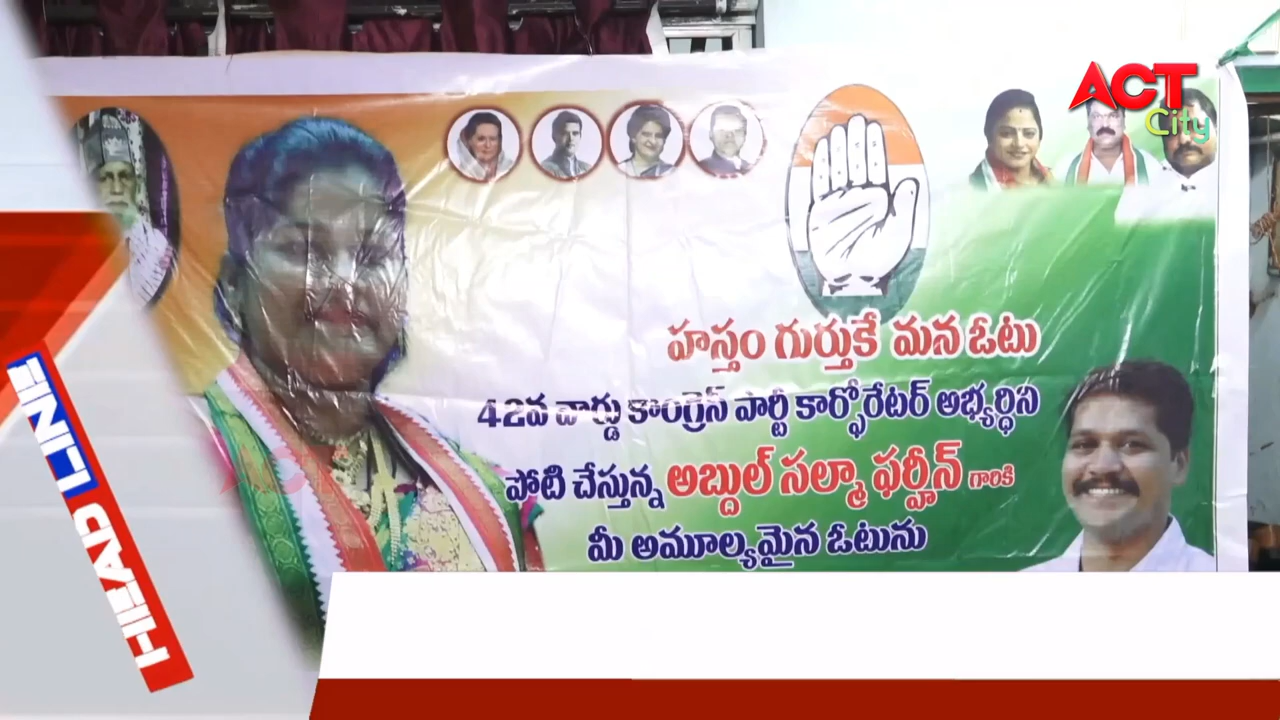 ACT
City
హస్తం గుర్తుకే మన ఓటు
42వ వార్డు కాంగ్రెస్ పార్టీ కార్ఫోరేటర్ అభ్యర్ధిని
పోటి చేస్తున్న అబ్దుల్ సల్మా ఫర్హీన్ గారికి
మీ అమూల్యమైన ఓటును
HEAD LINE